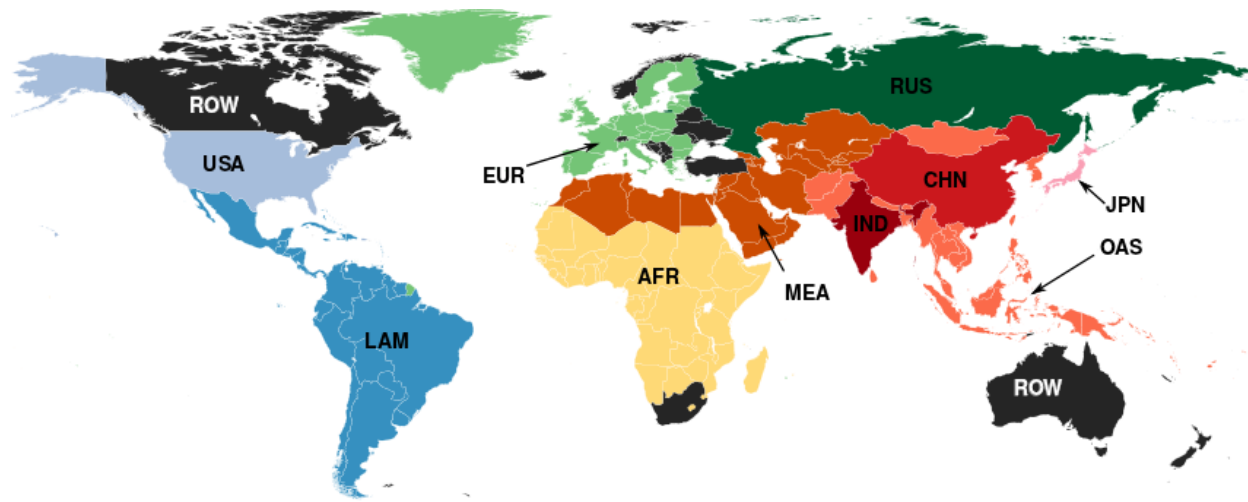 ROW
RUS
USA
EUR
CHN
JPN
IND
OAS
AFR
MEA
LAM
ROW